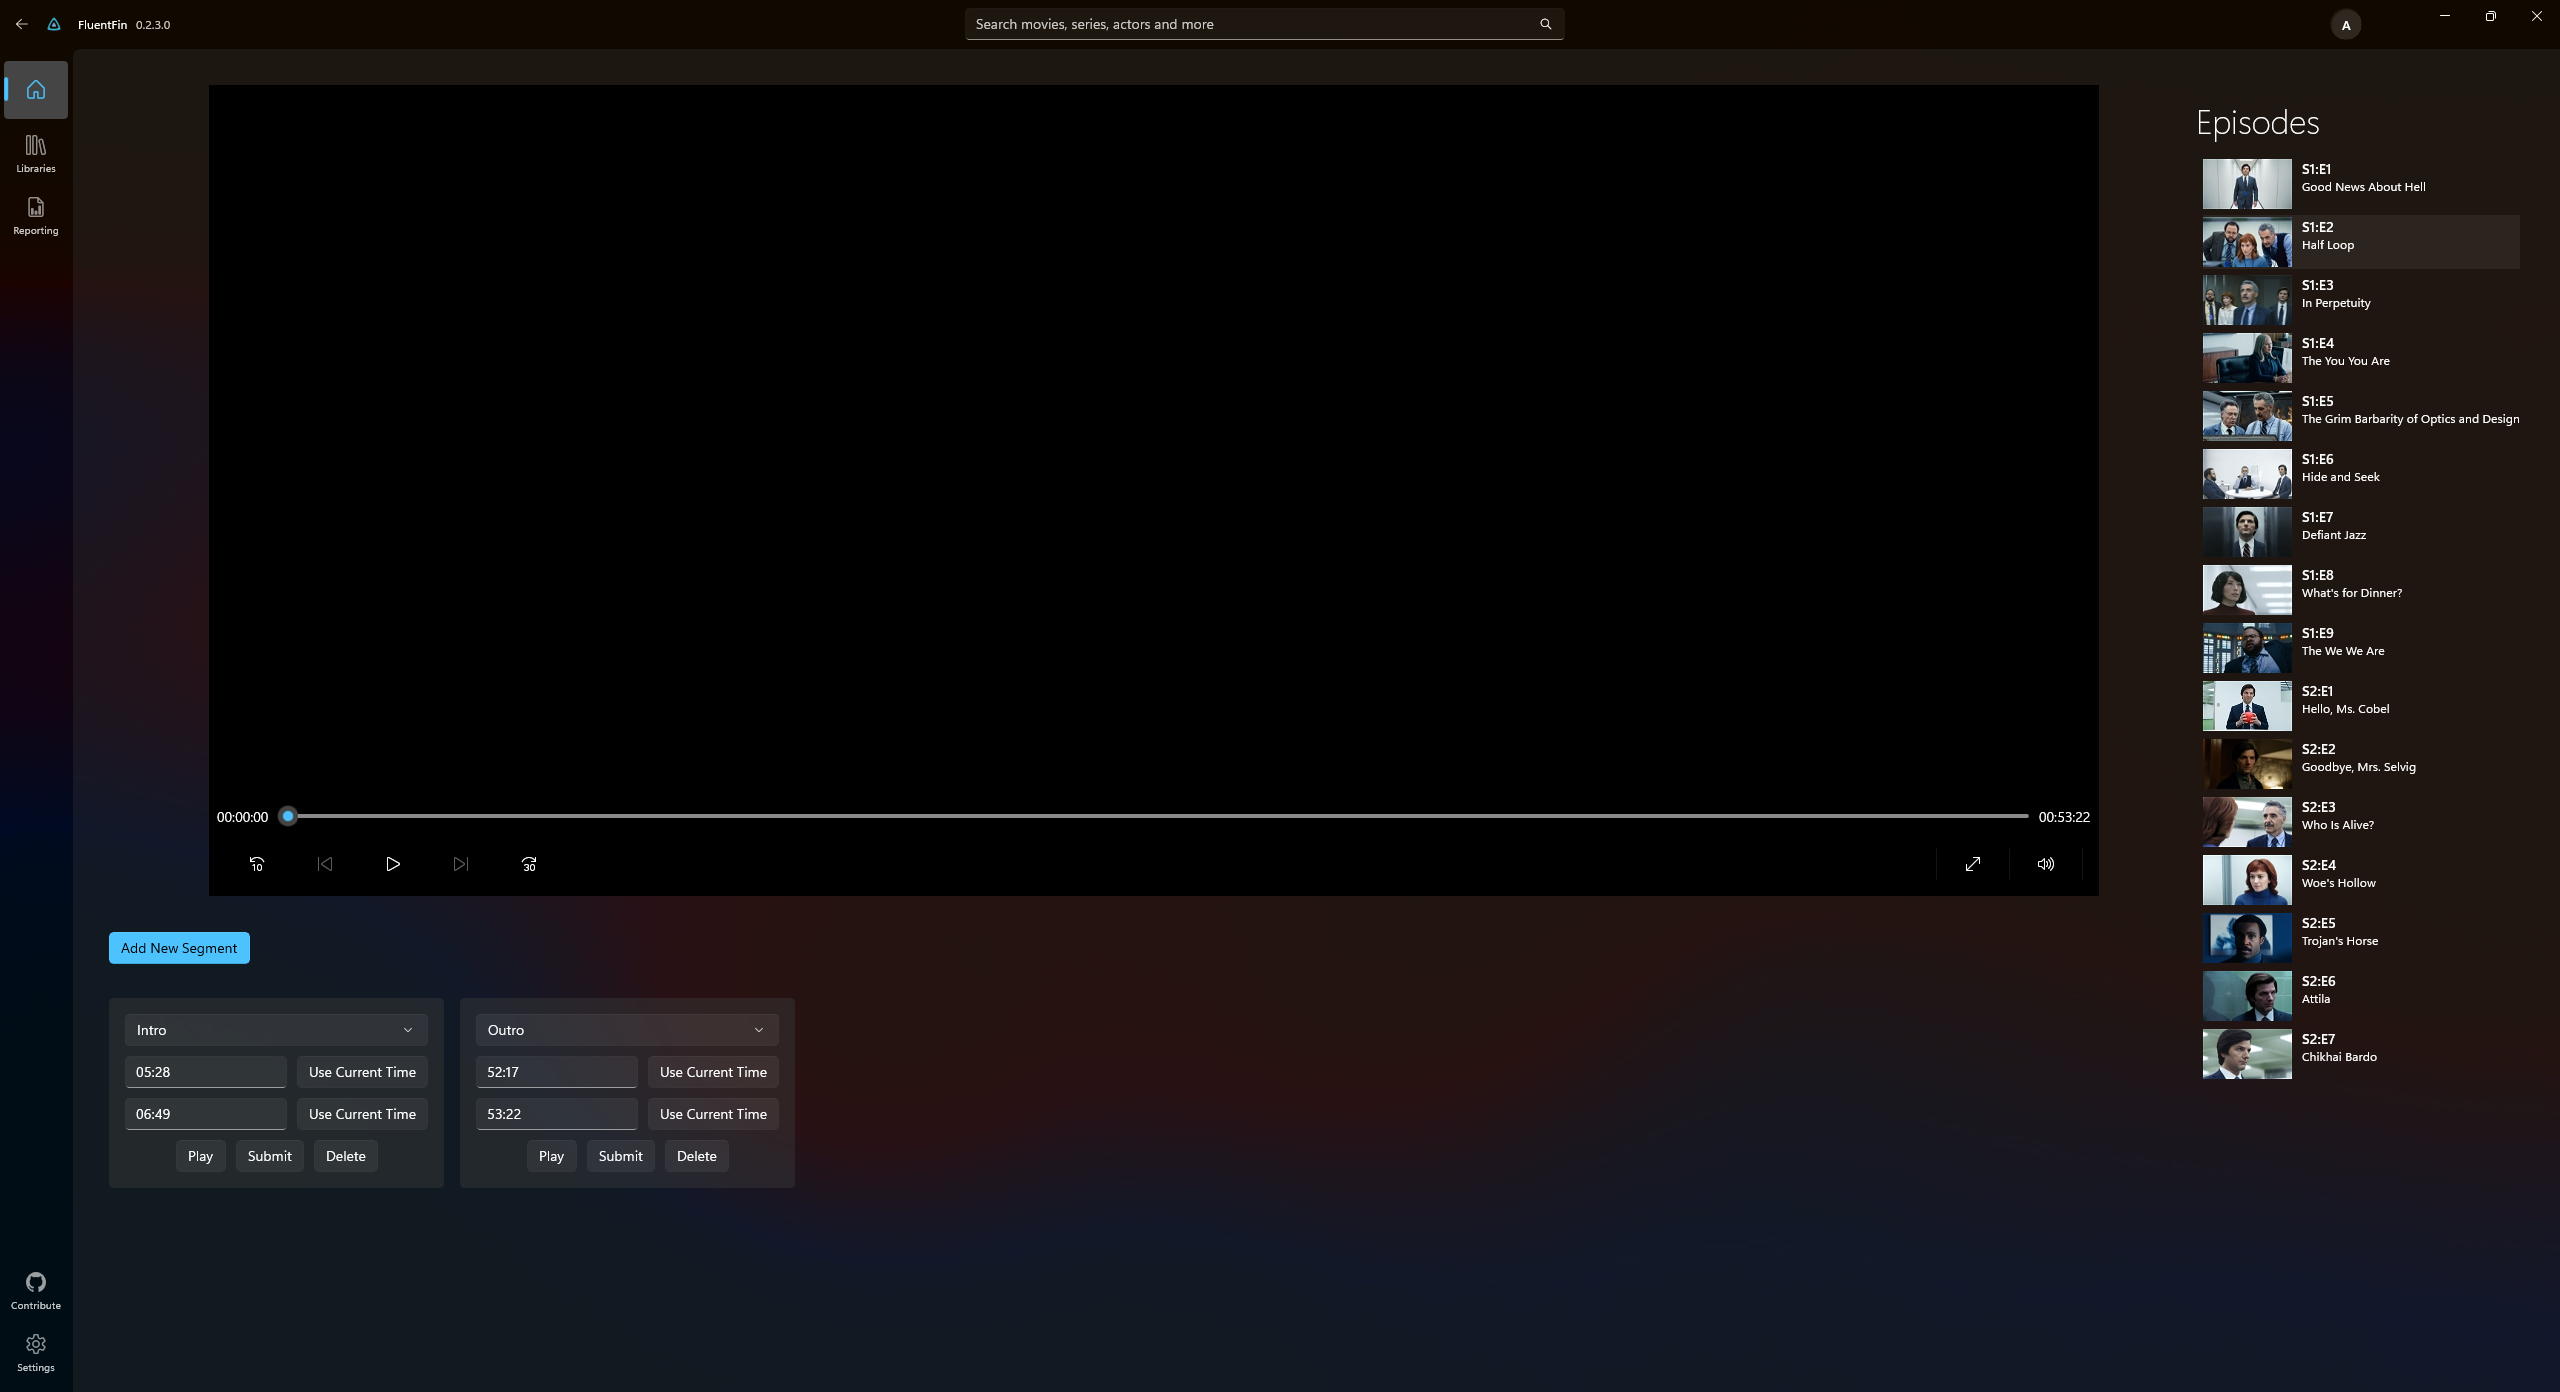 FluentFin 0.2.3.0
Search movies, series, actors and more
A
Libraries
Reporting
Contribute
Settings
00:00:00
00:53:22
10
30
Add New Segment
Intro
05:28
Use Current Time
06:49
Use Current Time
Play Submit Delete
Outro
52:17
Use Current Time
53:22
Use Current Time
Play Submit Delete
Episodes
S1:E1
Good News About Hell
S1:E2
Half Loop
S1:E3
In Perpetuity
S1:E4
The You You Are
S1:E5
The Grim Barbarity of Optics and Design
S1:E6
Hide and Seek
S1:E7
Defiant Jazz
S1:E8
What's for Dinner?
S1:E9
The We We Are
S2:E1
Hello, Ms. Cobel
S2:E2
Goodbye, Mrs. Selvig
S2:E3
Who Is Alive?
S2:E4
Woe's Hollow
S2:E5
Trojan's Horse
S2:E6
Attila
S2:E7
Chikhai Bardo